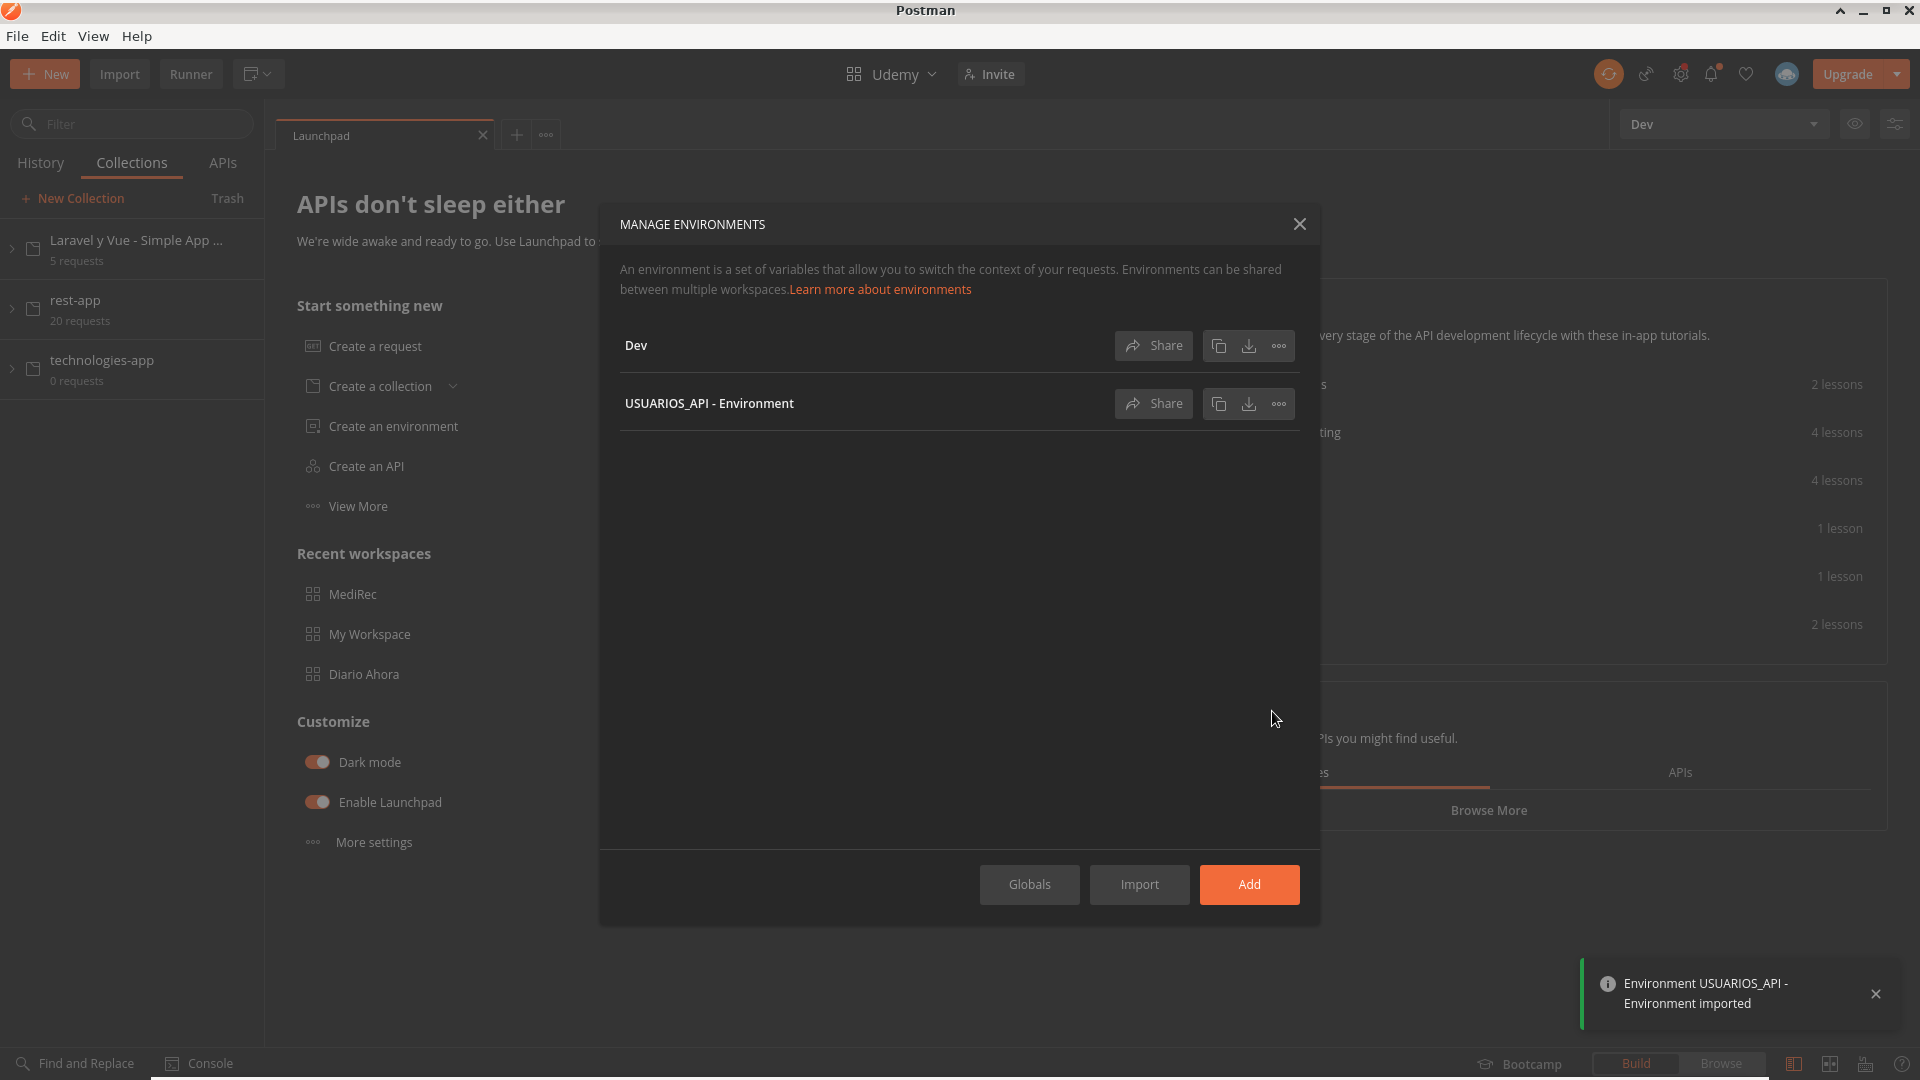 Postman
File Edit View Help
New Import Runner
Udemy
Invite
Upgrade
Filter
History Collections APIs
+ New Collection Trash
Laravel y Vue - Simple App ...
5 requests
rest-app
20 requests
technologies-app
0 requests
Launchpad
Dev
APIs don't sleep either
We're wide awake and ready to go. Use Launchpad to
Start something new
GET Create a request
Create a collection
Create an environment
Create an API
View More
Recent workspaces
MediRec
My Workspace
Diario Ahora
Customize
Dark mode
Enable Launchpad
More settings
MANAGE ENVIRONMENTS
An environment is a set of variables that allow you to switch the context of your requests. Environments can be shared
between multiple workspaces.Learn more about environments
Dev Share
USUARIOS_API - Environment Share
Globals Import Add
very stage of the API development lifecycle with these in-app tutorials.
s 2 lessons
ting 4 lessons
4 lessons
1 lesson
1 lesson
2 lessons
PIs you might find useful.
es APIs
Browse More
Environment USUARIOS_API -
Environment imported
Find and Replace Console
Bootcamp Build Browse